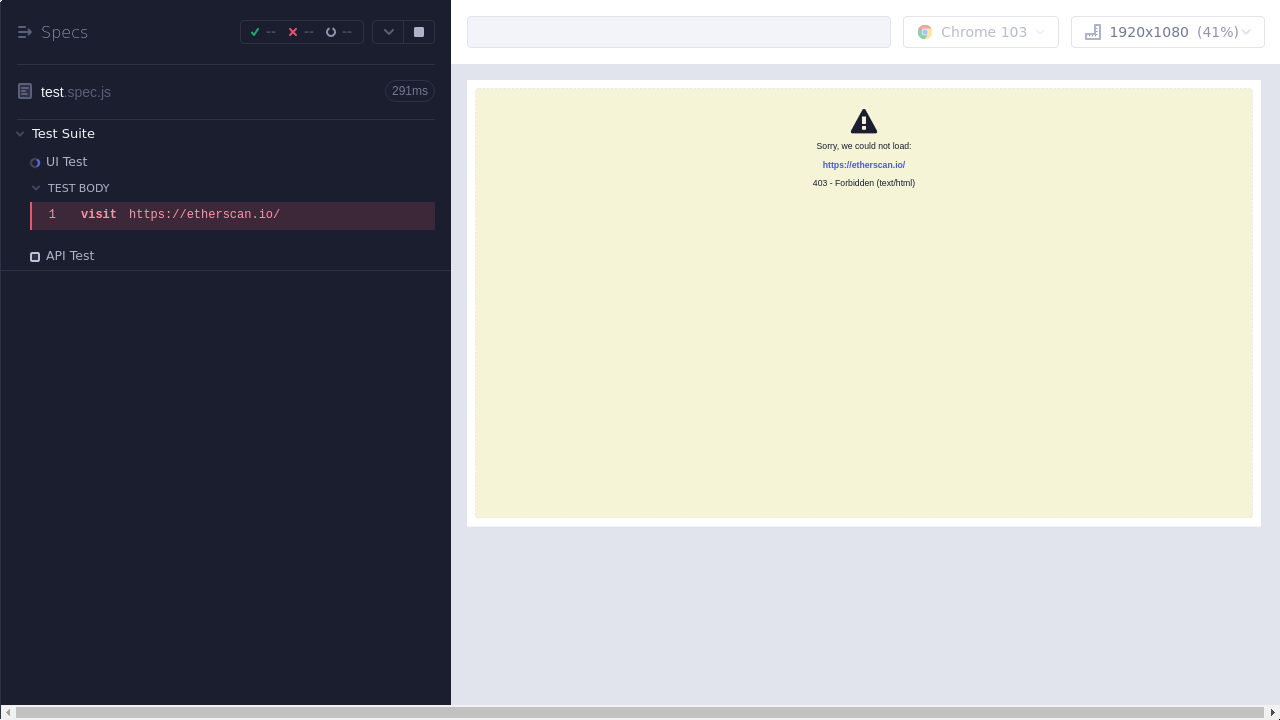 Specs
--
--
--
test.spec.js
291ms
Test Suite
UI Test
TEST BODY
1 visit https://etherscan.io/
API Test
Chrome 103
1920x1080 (41%)
Sorry, we could not load:
https://etherscan.io/
403 - Forbidden (text/html)